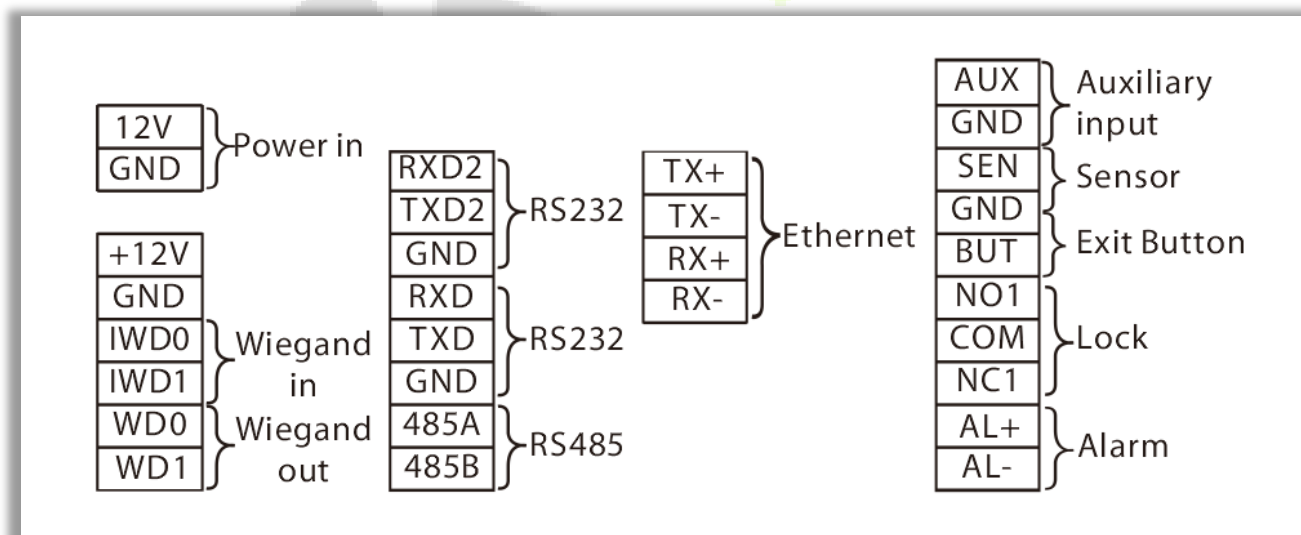 12V
GND
Power in
+12V
GND
IWD0
IWD1
Wiegand
in
WD0
WD1
Wiegand
out
RXD2
TXD2
GND
RS232
RXD
TXD
GND
RS232
485A
485B
RS485
TX+
TX-
RX+
RX-
Ethernet
AUX
GND
Auxiliary
input
SEN
GND
Sensor
BUT
Exit Button
NO1
COM
NC1
Lock
AL+
AL-
Alarm